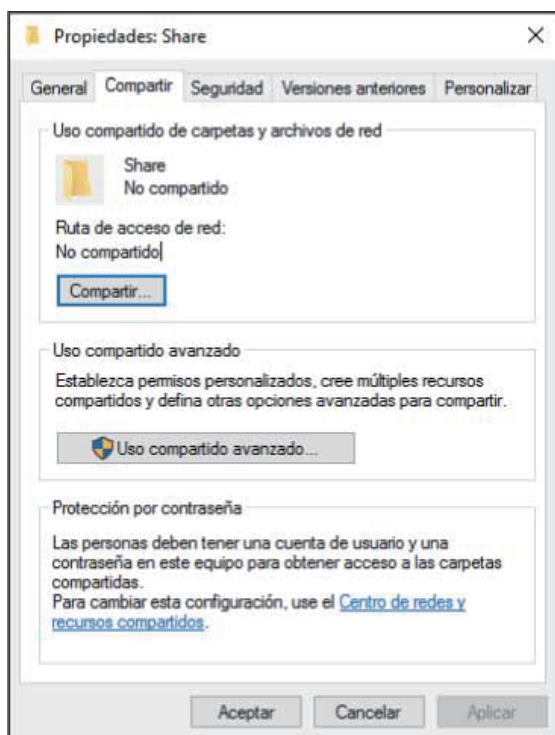 Propiedades: Share
General Compartir Seguridad Versiones anteriores Personalizar
Uso compartido de carpetas y archivos de red
Share
No compartido
Ruta de acceso de red:
No compartido
Compartir...
Uso compartido avanzado
Establezca permisos personalizados, cree múltiples recursos
compartidos y defina otras opciones avanzadas para compartir.
Uso compartido avanzado...
Protección por contraseña
Las personas deben tener una cuenta de usuario y una
contraseña en este equipo para obtener acceso a las carpetas
compartidas.
Para cambiar esta configuración, use el Centro de redes y
recursos compartidos.
Aceptar Cancelar Aplicar